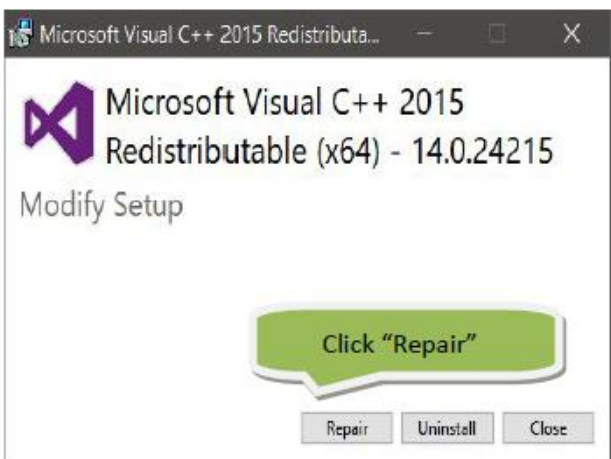 Microsoft Visual C++ 2015 Redistributa...
Microsoft Visual C++ 2015
Redistributable (x64) - 14.0.24215
Modify Setup
Click “Repair”
Repair Uninstall Close